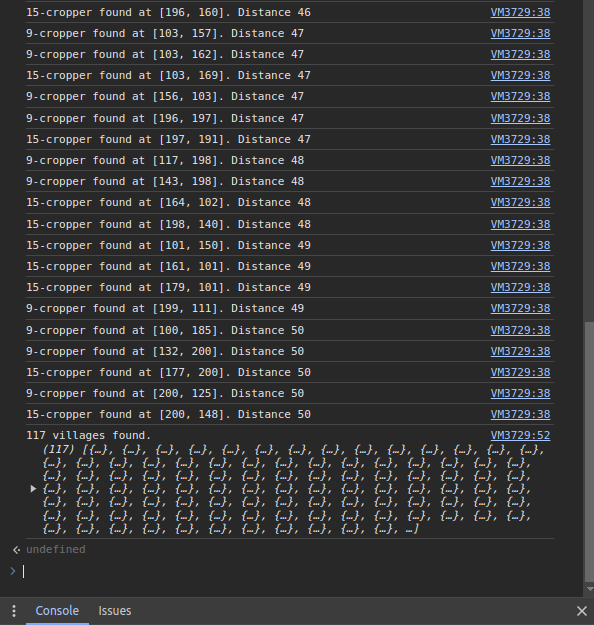 15-cropper found at [196, 160]. Distance 46 VM3729:38
9-cropper found at [103, 157]. Distance 47 VM3729:38
9-cropper found at [103, 162]. Distance 47 VM3729:38
15-cropper found at [103, 169]. Distance 47 VM3729:38
9-cropper found at [156, 103]. Distance 47 VM3729:38
9-cropper found at [196, 197]. Distance 47 VM3729:38
15-cropper found at [197, 191]. Distance 47 VM3729:38
9-cropper found at [117, 198]. Distance 48 VM3729:38
9-cropper found at [143, 198]. Distance 48 VM3729:38
15-cropper found at [164, 102]. Distance 48 VM3729:38
15-cropper found at [198, 140]. Distance 48 VM3729:38
15-cropper found at [101, 150]. Distance 49 VM3729:38
15-cropper found at [161, 101]. Distance 49 VM3729:38
15-cropper found at [179, 101]. Distance 49 VM3729:38
9-cropper found at [199, 111]. Distance 49 VM3729:38
9-cropper found at [100, 185]. Distance 50 VM3729:38
9-cropper found at [132, 200]. Distance 50 VM3729:38
15-cropper found at [177, 200]. Distance 50 VM3729:38
9-cropper found at [200, 125]. Distance 50 VM3729:38
15-cropper found at [200, 148]. Distance 50 VM3729:38
117 villages found. VM3729:52
(117) [{…}, {…}, {…}, {…}, {…}, {…}, {…}, {…}, {…}, {…}, {…}, {…}, {…}, {…},
{…}, {…}, {…}, {…}, {…}, {…}, {…}, {…}, {…}, {…}, {…}, {…}, {…}, {…}, {…},
{…}, {…}, {…}, {…}, {…}, {…}, {…}, {…}, {…}, {…}, {…}, {…}, {…}, {…}, {…},
{…}, {…}, {…}, {…}, {…}, {…}, {…}, {…}, {…}, {…}, {…}, {…}, {…}, {…}, {…},
{…}, {…}, {…}, {…}, {…}, {…}, {…}, {…}, {…}, {…}, {…}, {…}, {…}, {…}, {…},
{…}, {…}, {…}, {…}, {…}, {…}, {…}, {…}, {…}, {…}, {…}, {…}, {…}, {…}, {…},
{…}, {…}, {…}, {…}, {…}, {…}, {…}, {…}, {…}, {…}, {…}, …]
undefined
Console Issues